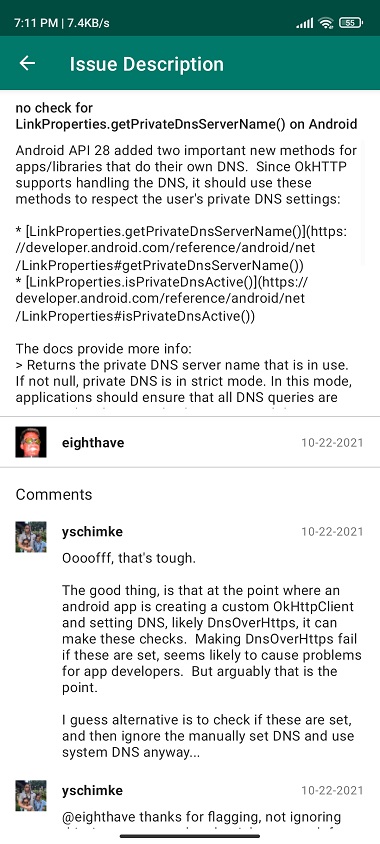 7:11 PM | 7.4KB/s
55
Issue Description
no check for
LinkProperties.getPrivateDnsServerName() on Android
Android API 28 added two important new methods for
apps/libraries that do their own DNS.  Since OkHTTP
supports handling the DNS, it should use these
methods to respect the user's private DNS settings:
* [LinkProperties.getPrivateDnsServerName()](https:
//developer.android.com/reference/android/net
/LinkProperties#getPrivateDnsServerName())
* [LinkProperties.isPrivateDnsActive()](https://
developer.android.com/reference/android/net
/LinkProperties#isPrivateDnsActive())
The docs provide more info:
> Returns the private DNS server name that is in use.
If not null, private DNS is in strict mode. In this mode,
applications should ensure that all DNS queries are
eighthave
10-22-2021
Comments
yschimke
10-22-2021
Oooofff, that's tough.
The good thing, is that at the point where an
android app is creating a custom OkHttpClient
and setting DNS, likely DnsOverHttps, it can
make these checks.  Making DnsOverHttps fail
if these are set, seems likely to cause problems
for app developers.  But arguably that is the
point.
I guess alternative is to check if these are set,
and then ignore the manually set DNS and use
system DNS anyway...
yschimke
10-22-2021
@eighthave thanks for flagging, not ignoring